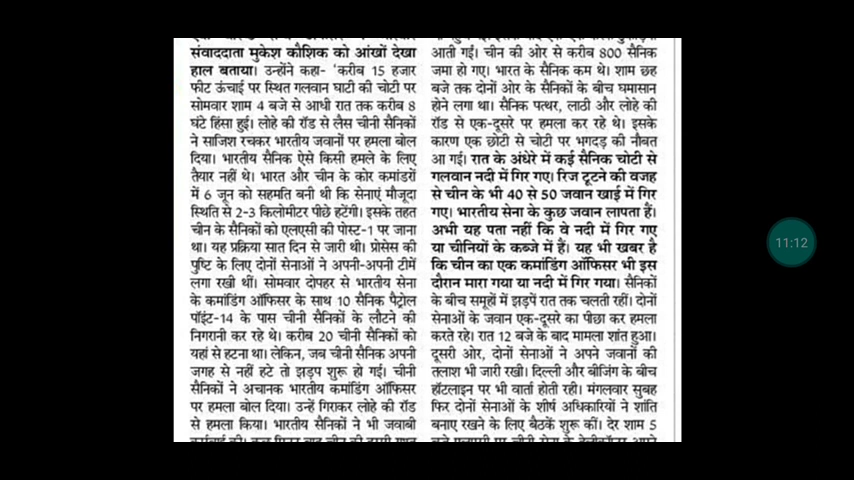 संवाददाता मुकेश कौशिक को आंखों देखा
हाल बताया। उन्होंने कहा- 'करीब 15 हजार
फीट ऊंचाई पर स्थित गलवान घाटी की चोटी पर
सोमवार शाम 4 बजे से आधी रात तक करीब 8
घंटे हिंसा हुई। लोहे की रॉड से लैस चीनी सैनिकों
ने साजिश रचकर भारतीय जवानों पर हमला बोल
दिया। भारतीय सैनिक ऐसे किसी हमले के लिए
तैयार नहीं थे। भारत और चीन के कोर कमांडरों
में 6 जून को सहमति बनी थी कि सेनाएं मौजूदा
स्थिति से 2-3 किलोमीटर पीछे हटेंगी। इसके तहत
चीन के सैनिकों को एलएसी की पोस्ट-1 पर जाना
था। यह प्रक्रिया सात दिन से जारी थी। प्रोसेस की
पुष्टि के लिए दोनों सेनाओं ने अपनी-अपनी टीमें
लगा रखी थीं। सोमवार दोपहर से भारतीय सेना
के कमांडिंग ऑफिसर के साथ 10 सैनिक पैट्रोल
पॉइंट-14 के पास चीनी सैनिकों के लौटने की
निगरानी कर रहे थे। करीब 20 चीनी सैनिकों को
यहां से हटना था। लेकिन, जब चीनी सैनिक अपनी
जगह से नहीं हटे तो झड़प शुरू हो गई। चीनी
सैनिकों ने अचानक भारतीय कमांडिंग ऑफिसर
पर हमला बोल दिया। उन्हें गिराकर लोहे की रॉड
से हमला किया। भारतीय सैनिकों ने भी जवाबी
आती गईं। चीन की ओर से करीब 800 सैनिक
जमा हो गए। भारत के सैनिक कम थे। शाम छह
बजे तक दोनों ओर के सैनिकों के बीच घमासान
होने लगा था। सैनिक पत्थर, लाठी और लोहे की
रॉड से एक-दूसरे पर हमला कर रहे थे। इसके
कारण एक छोटी से चोटी पर भगदड़ की नौबत
आ गई। रात के अंधेरे में कई सैनिक चोटी से
गलवान नदी में गिर गए। रिज टूटने की वजह
से चीन के भी 40 से 50 जवान खाई में गिर
गए। भारतीय सेना के कुछ जवान लापता हैं।
अभी यह पता नहीं कि वे नदी में गिर गए
या चीनियों के कब्जे में हैं। यह भी खबर है
कि चीन का एक कमांडिंग ऑफिसर भी इस
दौरान मारा गया या नदी में गिर गया। सैनिकों
के बीच समूहों में झड़पें रात तक चलती रहीं। दोनों
सेनाओं के जवान एक-दूसरे का पीछा कर हमला
करते रहे। रात 12 बजे के बाद मामला शांत हुआ।
दूसरी ओर, दोनों सेनाओं ने अपने जवानों की
तलाश भी जारी रखी। दिल्ली और बीजिंग के बीच
हॉटलाइन पर भी वार्ता होती रही। मंगलवार सुबह
फिर दोनों सेनाओं के शीर्ष अधिकारियों ने शांति
बनाए रखने के लिए बैठकें शुरू कीं। देर शाम 5
11:12